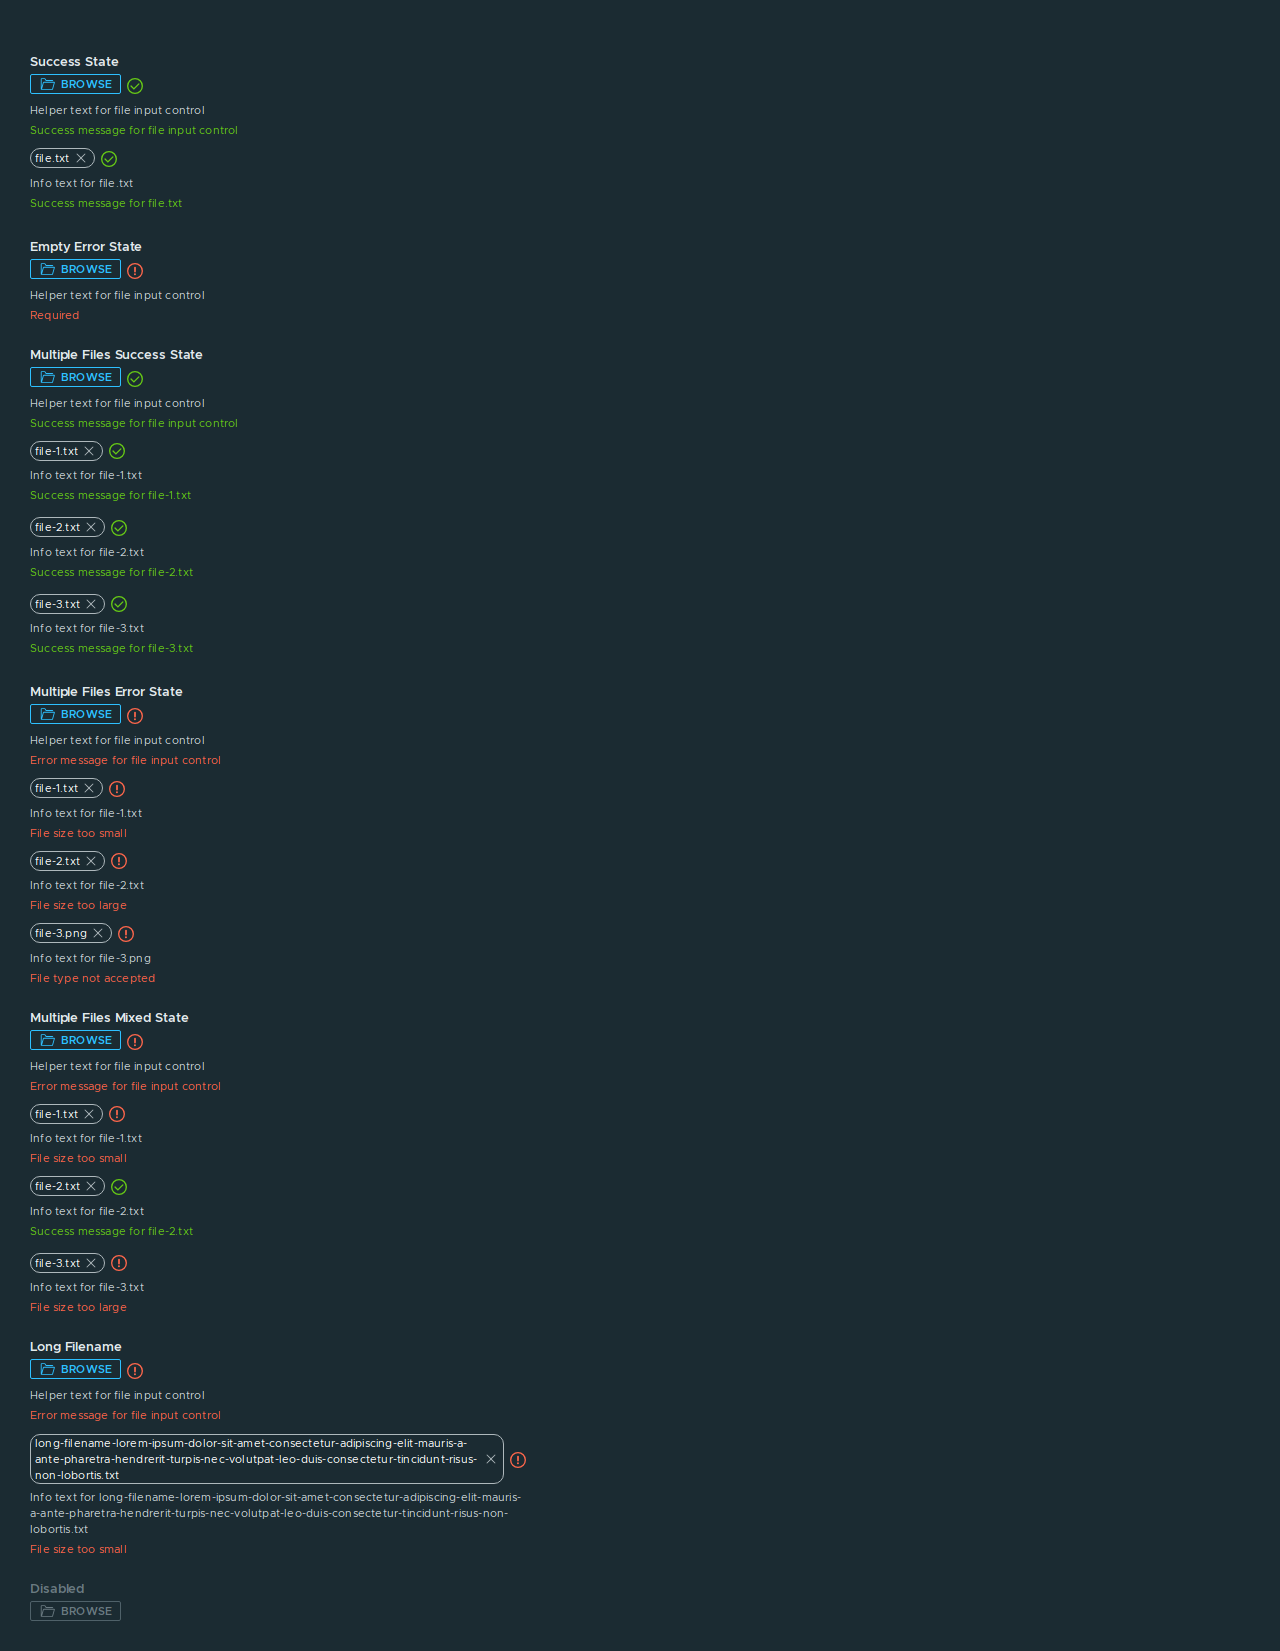 Success State
BROWSE
Helper text for file input control
Success message for file input control
file.txt
Info text for file.txt
Success message for file.txt
Empty Error State
BROWSE
Helper text for file input control
Required
Multiple Files Success State
BROWSE
Helper text for file input control
Success message for file input control
file-1.txt
Info text for file-1.txt
Success message for file-1.txt
file-2.txt
Info text for file-2.txt
Success message for file-2.txt
file-3.txt
Info text for file-3.txt
Success message for file-3.txt
Multiple Files Error State
BROWSE
Helper text for file input control
Error message for file input control
file-1.txt
Info text for file-1.txt
File size too small
file-2.txt
Info text for file-2.txt
File size too large
file-3.png
Info text for file-3.png
File type not accepted
Multiple Files Mixed State
BROWSE
Helper text for file input control
Error message for file input control
file-1.txt
Info text for file-1.txt
File size too small
file-2.txt
Info text for file-2.txt
Success message for file-2.txt
file-3.txt
Info text for file-3.txt
File size too large
Long Filename
BROWSE
Helper text for file input control
Error message for file input control
long-filename-lorem-ipsum-dolor-sit-amet-consectetur-adipiscing-elit-mauris-a-
ante-pharetra-hendrerit-turpis-nec-volutpat-leo-duis-consectetur-tincidunt-risus-
non-lobortis.txt
Info text for long-filename-lorem-ipsum-dolor-sit-amet-consectetur-adipiscing-elit-mauris-
a-ante-pharetra-hendrerit-turpis-nec-volutpat-leo-duis-consectetur-tincidunt-risus-non-
lobortis.txt
File size too small
Disabled
BROWSE